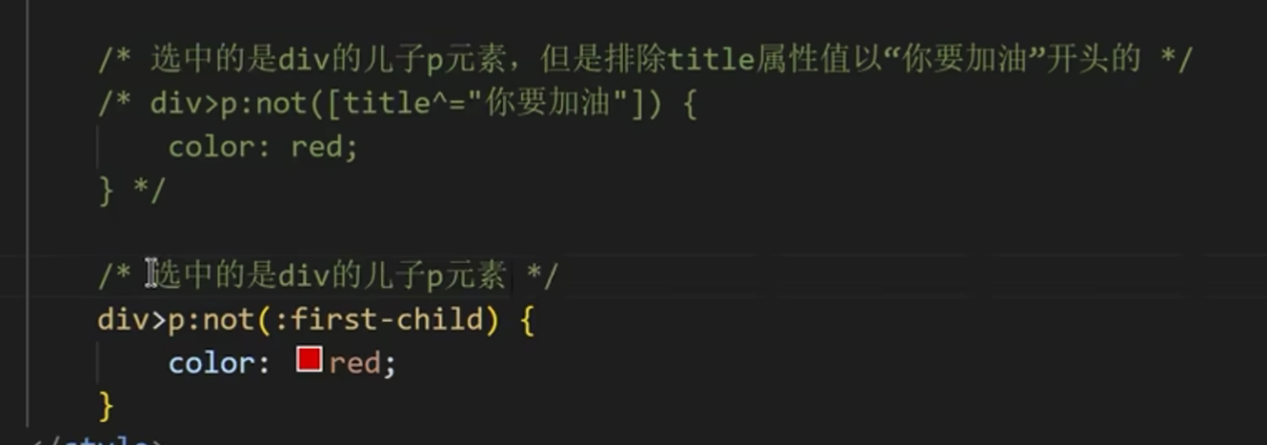 /* 选中的是div的儿子p元素，但是排除title属性值以“你要加油”开头的 */
/* div>p:not([title^="你要加油"]) {
color: red;
} */
/* 选中的是div的儿子p元素 */
div>p:not(:first-child) {
color: red;
}
</style>